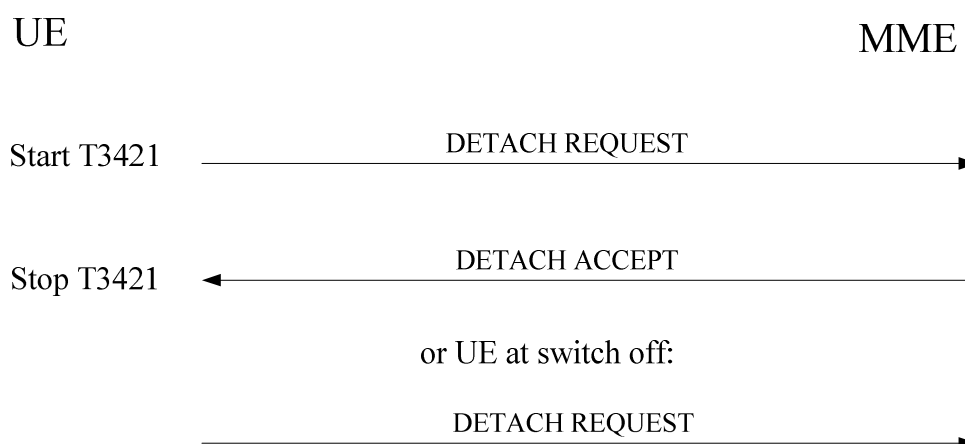 UE
MME
Start T3421
DETACH REQUEST
Stop T3421
DETACH ACCEPT
or UE at switch off:
DETACH REQUEST